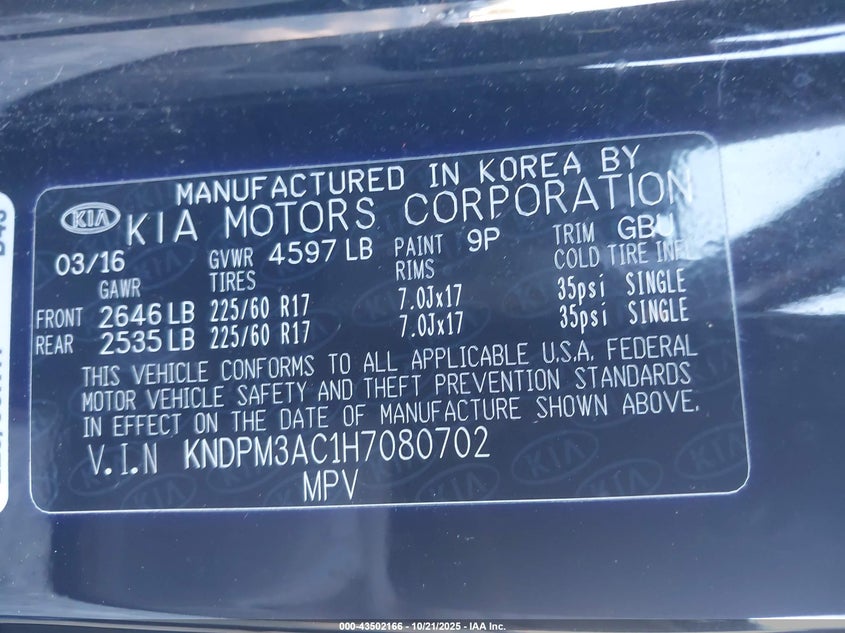 MANUFACTURED IN KOREA BY
KIA KIA MOTORS CORPORATION
03/16 GVWR 4597 LB PAINT 9P TRIM GBU
GAWR TIRES RIMS COLD TIRE INFL
FRONT 2646 LB 225/60 R17 7.0Jx17 35psi SINGLE
REAR 2535 LB 225/60 R17 7.0Jx17 35psi SINGLE
THIS VEHICLE CONFORMS TO ALL APPLICABLE U.S.A. FEDERAL
MOTOR VEHICLE SAFETY AND THEFT PREVENTION STANDARDS
IN EFFECT ON THE DATE OF MANUFACTURE SHOWN ABOVE.
V.I.N KNDPM3AC1H7080702
MPV
000-43502166 - 10/21/2025 - IAA Inc.